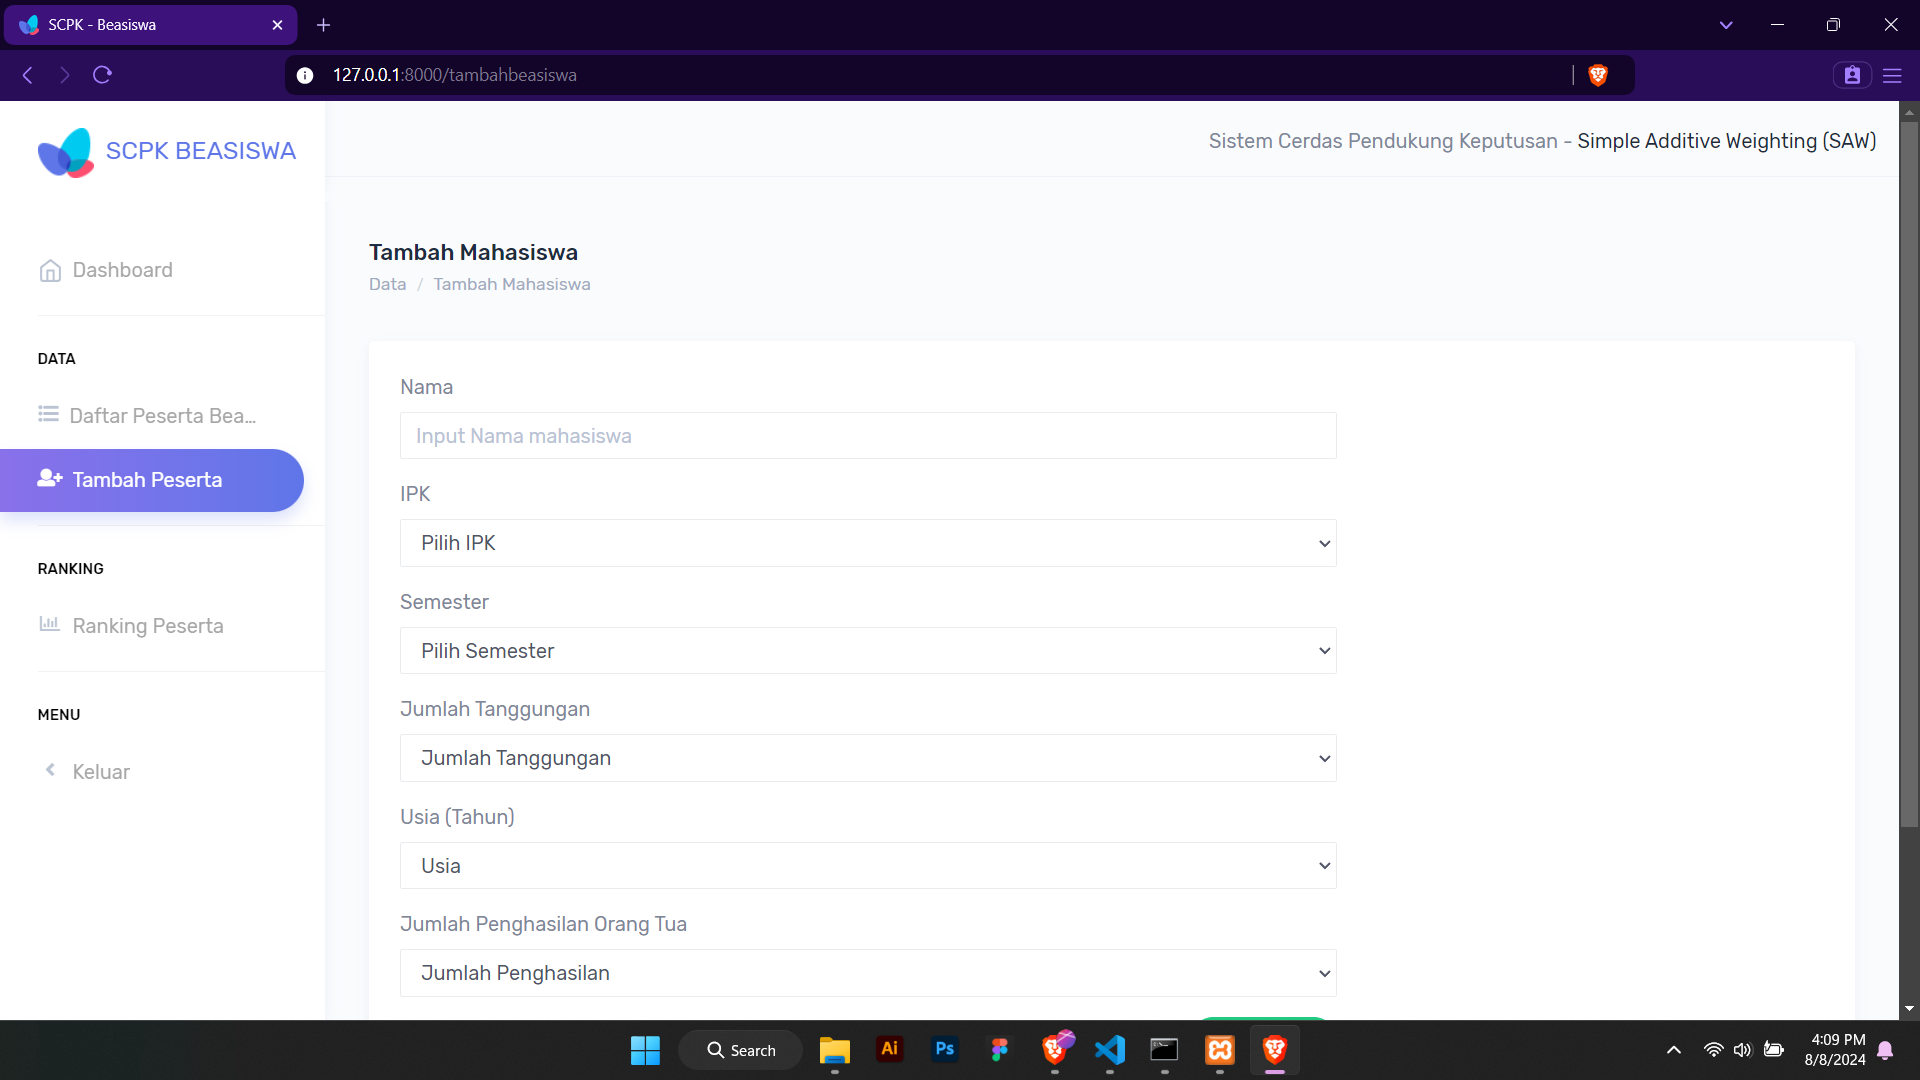 SCPK - Beasiswa
127.0.0.1:8000/tambahbeasiswa
SCPK BEASISWA
Sistem Cerdas Pendukung Keputusan - Simple Additive Weighting (SAW)
Dashboard
DATA
Daftar Peserta Bea...
Tambah Peserta
RANKING
Ranking Peserta
MENU
Keluar
Tambah Mahasiswa
Data / Tambah Mahasiswa
Nama
Input Nama mahasiswa
IPK
Pilih IPK
Semester
Pilih Semester
Jumlah Tanggungan
Jumlah Tanggungan
Usia (Tahun)
Usia
Jumlah Penghasilan Orang Tua
Jumlah Penghasilan
Search
Ai
Ps
4:09 PM
8/8/2024